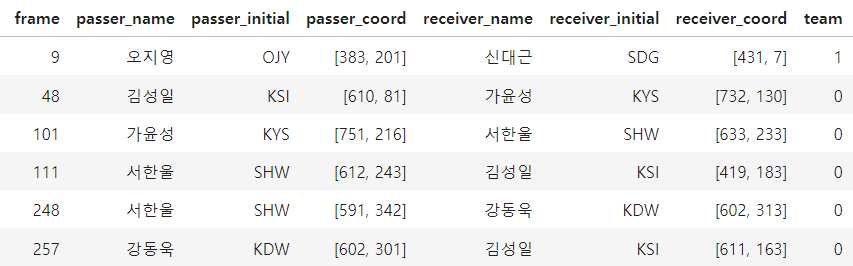 frame passer_name passer_initial passer_coord receiver_name receiver_initial receiver_coord team
9 오지영 OJY [383, 201] 신대근 SDG [431, 7] 1
48 김성일 KSI [610, 81] 가윤성 KYS [732, 130] 0
101 가윤성 KYS [751, 216] 서한울 SHW [633, 233] 0
111 서한울 SHW [612, 243] 김성일 KSI [419, 183] 0
248 서한울 SHW [591, 342] 강동욱 KDW [602, 313] 0
257 강동욱 KDW [602, 301] 김성일 KSI [611, 163] 0